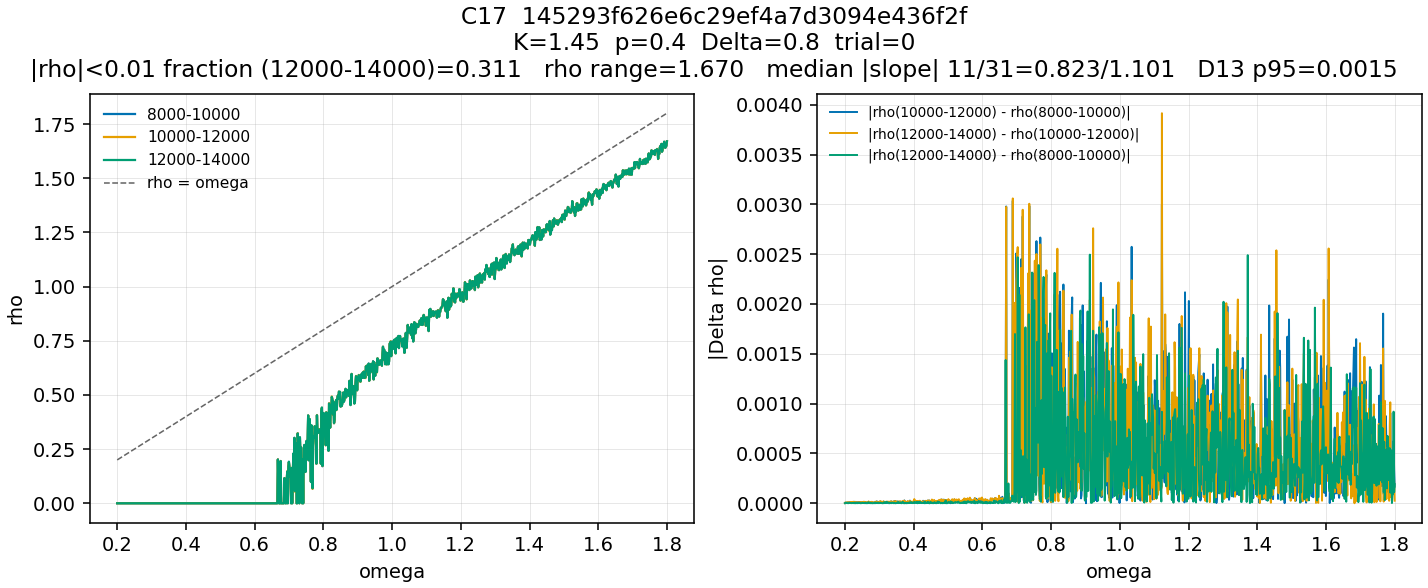 C17  145293f626e6c29ef4a7d3094e436f2f
K=1.45  p=0.4  Delta=0.8  trial=0
|rho|<0.01 fraction (12000-14000)=0.311   rho range=1.670   median |slope| 11/31=0.823/1.101   D13 p95=0.0015
rho
1.75
1.50
1.25
1.00
0.75
0.50
0.25
0.00
8000-10000
10000-12000
12000-14000
rho = omega
0.2 0.4 0.6 0.8 1.0 1.2 1.4 1.6 1.8
omega
|Delta rho|
0.0040
0.0035
0.0030
0.0025
0.0020
0.0015
0.0010
0.0005
0.0000
|rho(10000-12000) - rho(8000-10000)|
|rho(12000-14000) - rho(10000-12000)|
|rho(12000-14000) - rho(8000-10000)|
0.2 0.4 0.6 0.8 1.0 1.2 1.4 1.6 1.8
omega